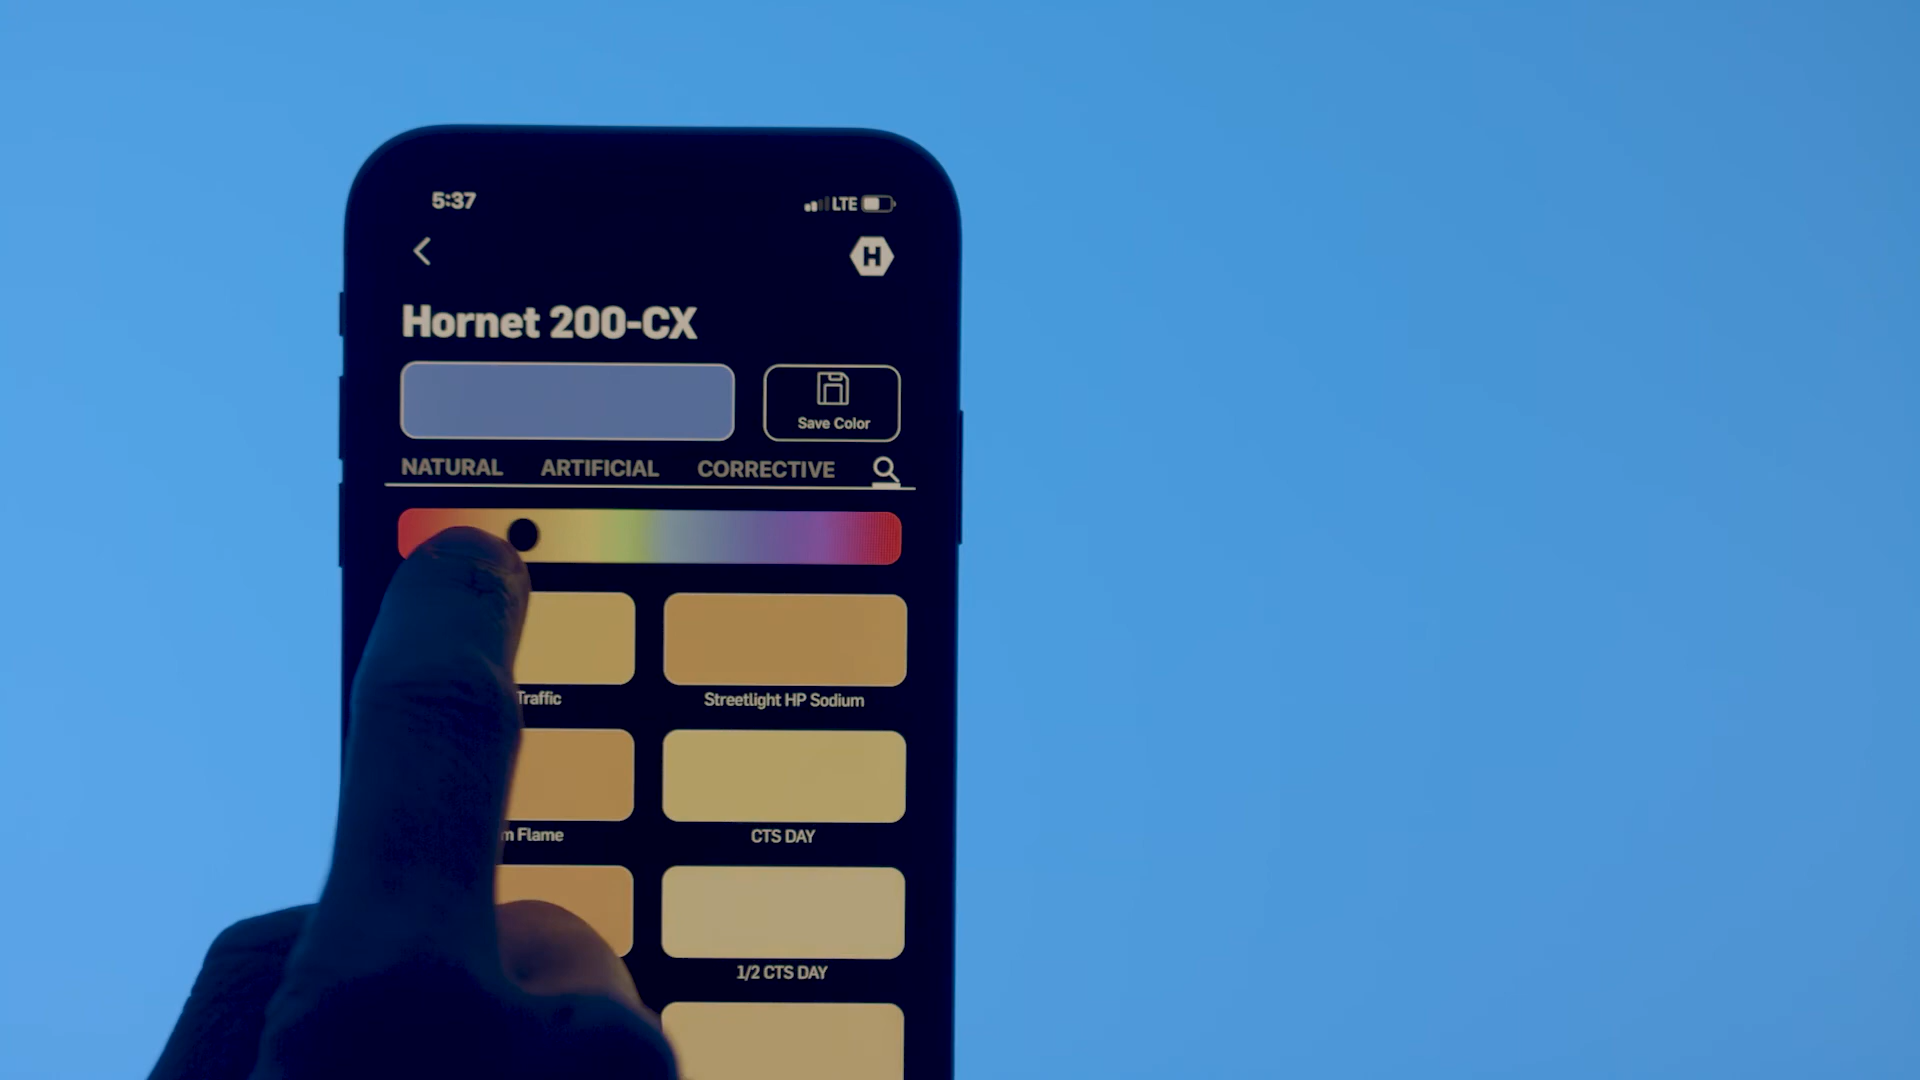 5:37
LTE
H
Hornet 200-CX
Save Color
NATURAL ARTIFICIAL CORRECTIVE
Traffic
Streetlight HP Sodium
Flame
CTS DAY
1/2 CTS DAY